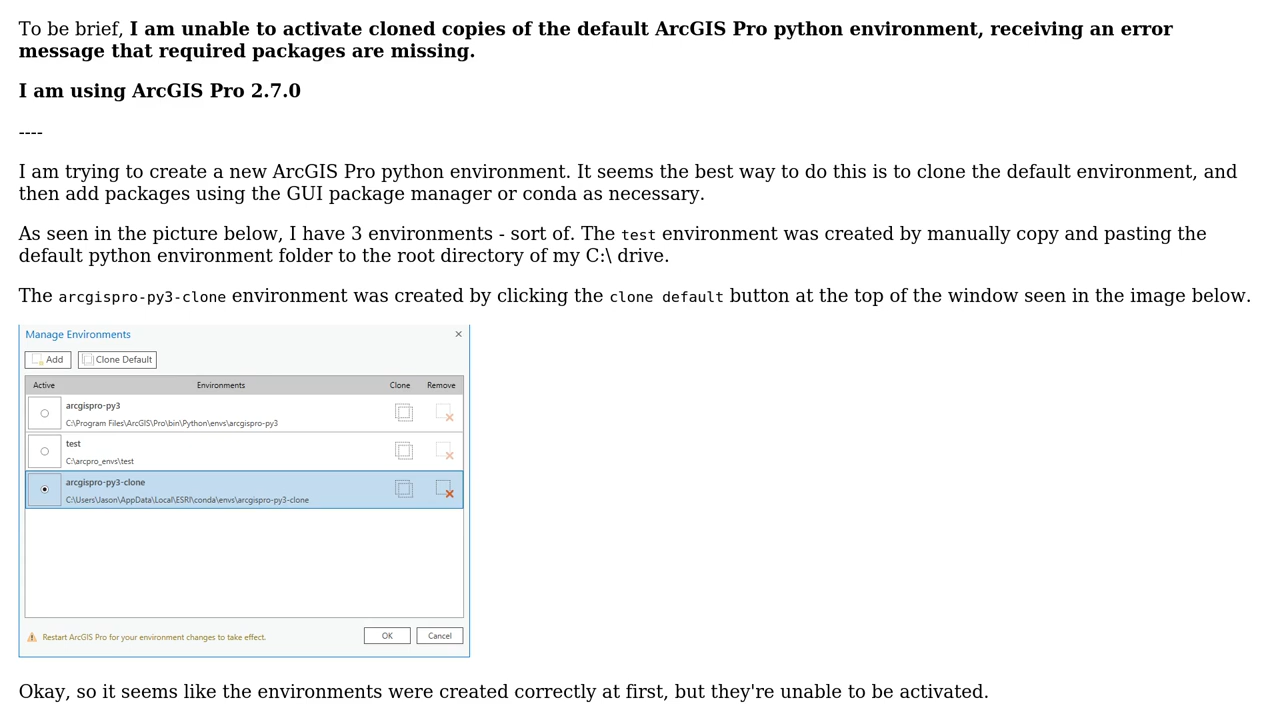 To be brief, I am unable to activate cloned copies of the default ArcGIS Pro python environment, receiving an error
message that required packages are missing.
I am using ArcGIS Pro 2.7.0
----
I am trying to create a new ArcGIS Pro python environment. It seems the best way to do this is to clone the default environment, and
then add packages using the GUI package manager or conda as necessary.
As seen in the picture below, I have 3 environments - sort of. The test environment was created by manually copy and pasting the
default python environment folder to the root directory of my C:\ drive.
The arcgispro-py3-clone environment was created by clicking the clone default button at the top of the window seen in the image below.
Manage Environments
Add Clone Default
Active Environments Clone Remove
arcgispro-py3
C:\Program Files\ArcGIS\Pro\bin\Python\envs\arcgispro-py3
test
C:\arcpro_envs\test
arcgispro-py3-clone
C:\Users\Jason\AppData\Local\ESRI\conda\envs\arcgispro-py3-clone
Restart ArcGIS Pro for your environment changes to take effect.
OK Cancel
Okay, so it seems like the environments were created correctly at first, but they're unable to be activated.